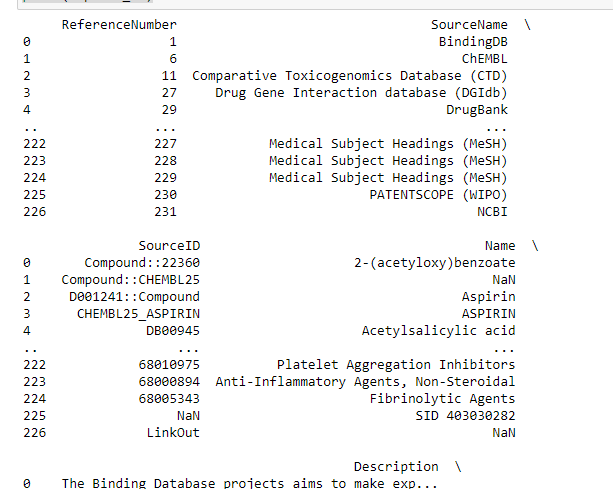 ReferenceNumber SourceName \
0 1 BindingDB
1 6 ChEMBL
2 11 Comparative Toxicogenomics Database (CTD)
3 27 Drug Gene Interaction database (DGIdb)
4 29 DrugBank
.. ... ...
222 227 Medical Subject Headings (MeSH)
223 228 Medical Subject Headings (MeSH)
224 229 Medical Subject Headings (MeSH)
225 230 PATENTSCOPE (WIPO)
226 231 NCBI
SourceID Name \
0 Compound::22360 2-(acetyloxy)benzoate
1 Compound::CHEMBL25 NaN
2 D001241::Compound Aspirin
3 CHEMBL25_ASPIRIN ASPIRIN
4 DB00945 Acetylsalicylic acid
.. ... ...
222 68010975 Platelet Aggregation Inhibitors
223 68000894 Anti-Inflammatory Agents, Non-Steroidal
224 68005343 Fibrinolytic Agents
225 NaN SID 403030282
226 LinkOut NaN
Description \
0 The Binding Database projects aims to make exp...